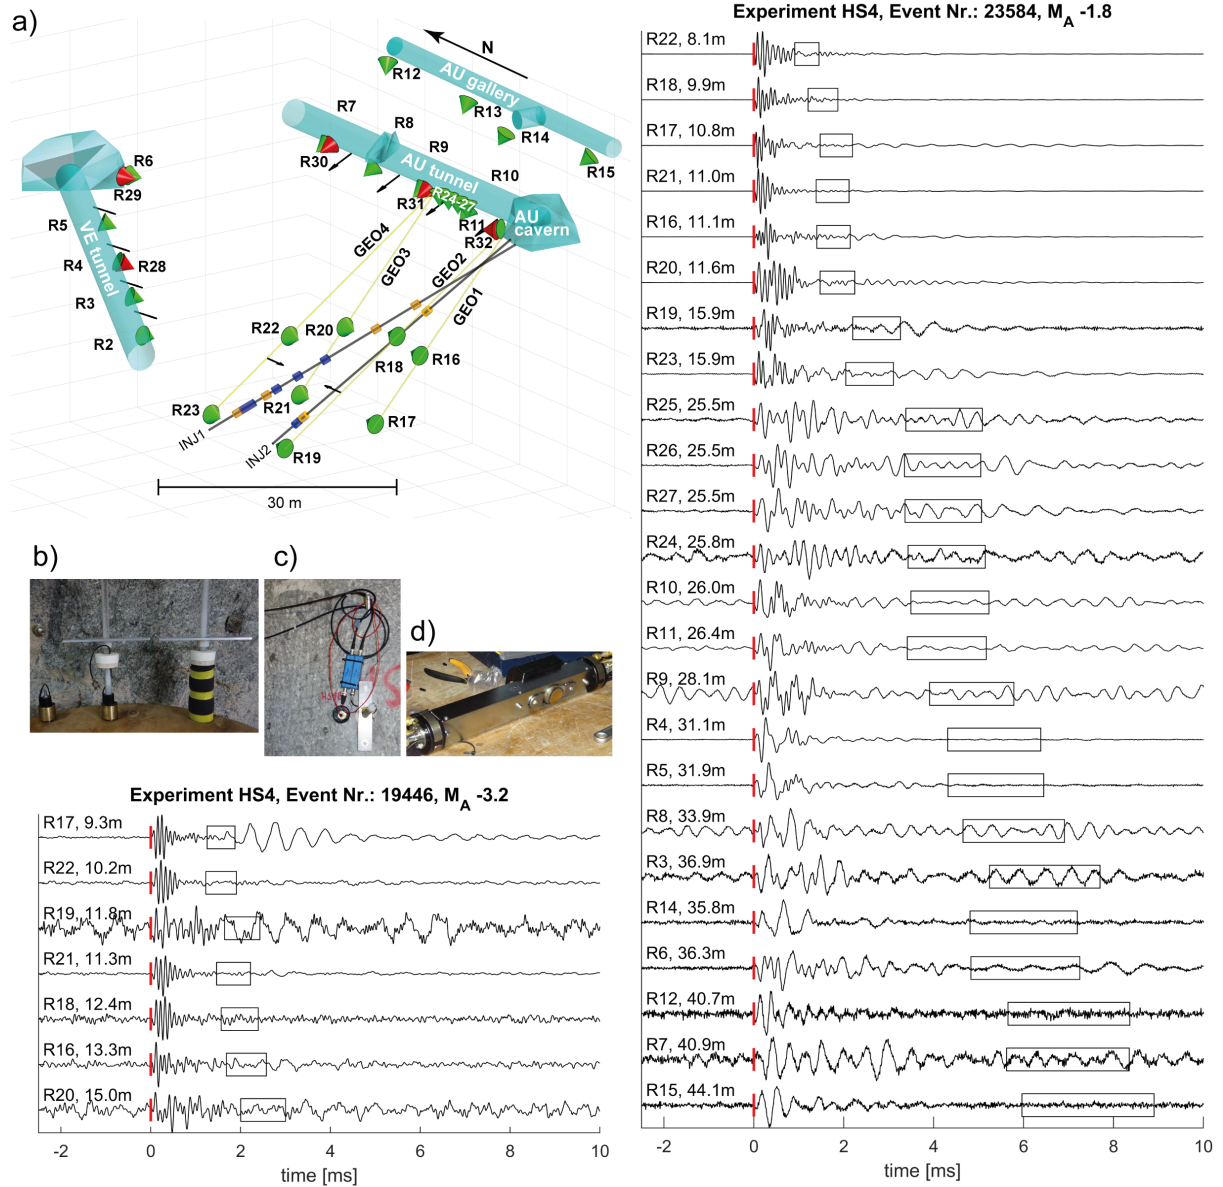 a)
N
R12
AU gallery
R13
R14
R15
R7
R8
R30
R9
AU tunnel
R10
R31
R24-27
R11
R32
AU
cavern
R6
R29
R5
VE tunnel
R4
R28
R3
R2
GEO4
GEO3
GEO2
GEO1
R22
R20
R18
R16
R23
R21
R17
INJ1
INJ2
R19
30 m
b)
c)
d)
Experiment HS4, Event Nr.: 19446, MA -3.2
R17, 9.3m
R22, 10.2m
R19, 11.8m
R21, 11.3m
R18, 12.4m
R16, 13.3m
R20, 15.0m
-2 0 2 4 6 8 10
time [ms]
Experiment HS4, Event Nr.: 23584, MA -1.8
R22, 8.1m
R18, 9.9m
R17, 10.8m
R21, 11.0m
R16, 11.1m
R20, 11.6m
R19, 15.9m
R23, 15.9m
R25, 25.5m
R26, 25.5m
R27, 25.5m
R24, 25.8m
R10, 26.0m
R11, 26.4m
R9, 28.1m
R4, 31.1m
R5, 31.9m
R8, 33.9m
R3, 36.9m
R14, 35.8m
R6, 36.3m
R12, 40.7m
R7, 40.9m
R15, 44.1m
-2 0 2 4 6 8 10
time [ms]